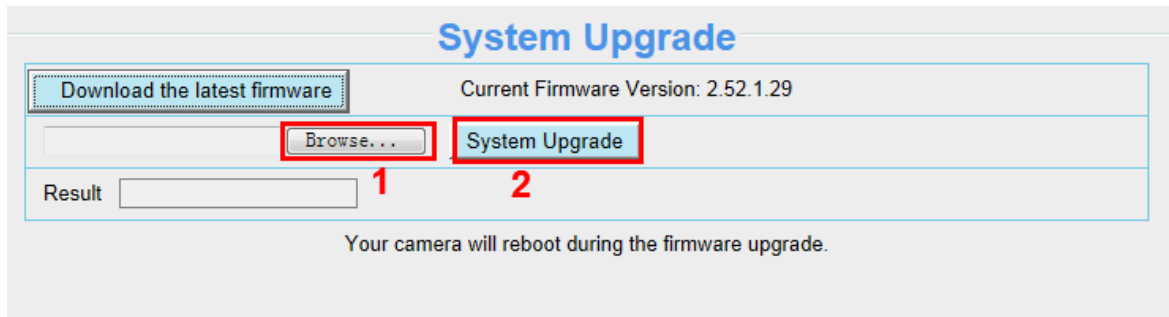 System Upgrade
Download the latest firmware Current Firmware Version: 2.52.1.29
Browse... System Upgrade
1 2
Result
Your camera will reboot during the firmware upgrade.